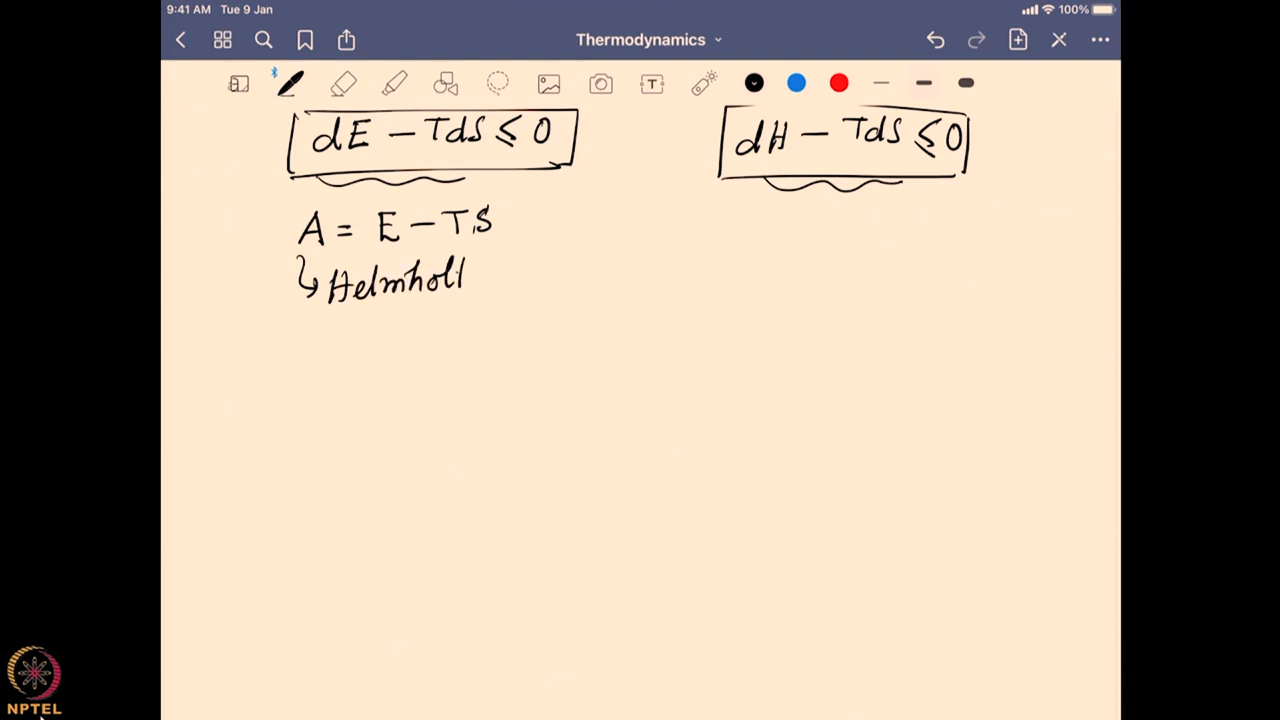 9:41 AM Tue 9 Jan
100%
Thermodynamics
T
dE - TdS ≤ 0
dH - TdS ≤ 0
A = E - TS
↳ Helmholt
NPTEL